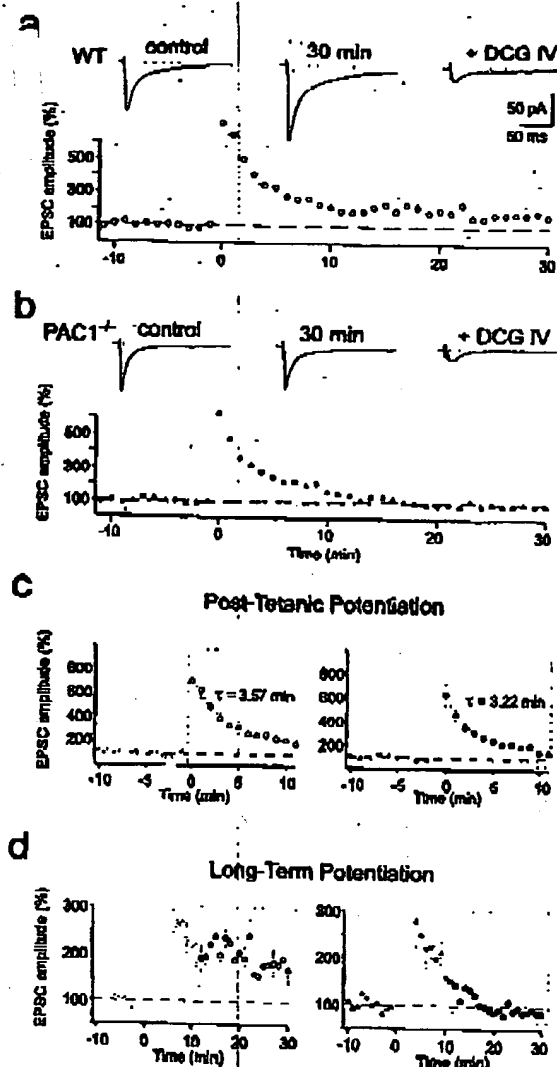 a
WT
control
30 min
+ DCG IV
50 pA
50 ms
EPSC amplitude (%)
500
300
100
-10
0
10
20
30
b
PAC1-/-
control
30 min
+ DCG IV
EPSC amplitude (%)
500
300
100
-10
0
10
20
30
Time (min)
c
Post-Tetanic Potentiation
EPSC amplitude (%)
800
600
400
200
τ = 3.57 min
-10
-5
0
5
10
Time (min)
800
600
400
200
τ = 3.22 min
-10
-5
0
5
10
Time (min)
d
Long-Term Potentiation
EPSC amplitude (%)
300
200
100
-10
0
10
20
30
Time (min)
300
200
100
-10
0
10
20
30
Time (min)